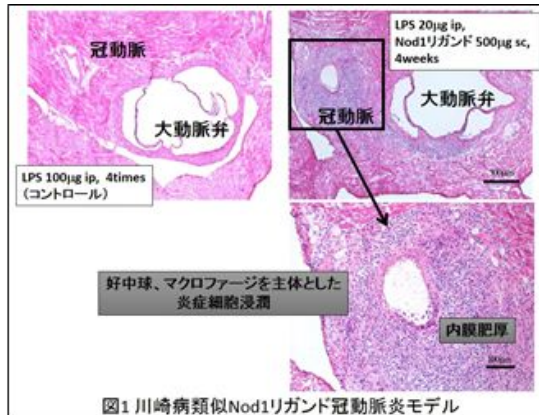 冠動脈
大動脈弁
LPS 100μg ip, 4times
(コントロール)
LPS 20μg ip,
Nod1リガンド 500μg sc,
4weeks
冠動脈
大動脈弁
好中球、マクロファージを主体とした
炎症細胞浸潤
内膜肥厚
100μm
図1 川崎病類似Nod1リガンド冠動脈炎モデル